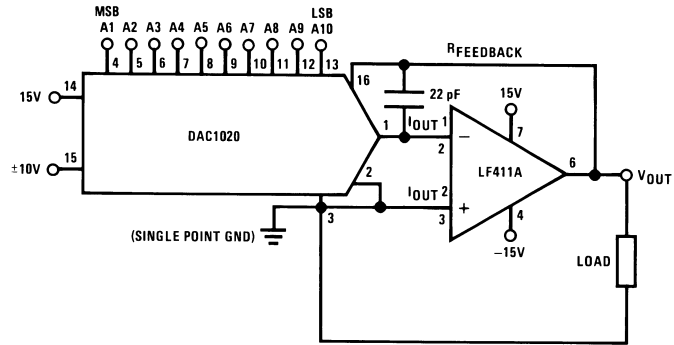 MSB LSB
A1 A2 A3 A4 A5 A6 A7 A8 A9 A10
4 5 6 7 8 9 10 11 12 13
RFEEDBACK
16
15V 14
22 pF
15V
DAC1020
1 IOUT 1
7
2 −
±10V 15
LF411A
6
VOUT
2
IOUT 2
+
3
4
3
(SINGLE POINT GND)
−15V
LOAD